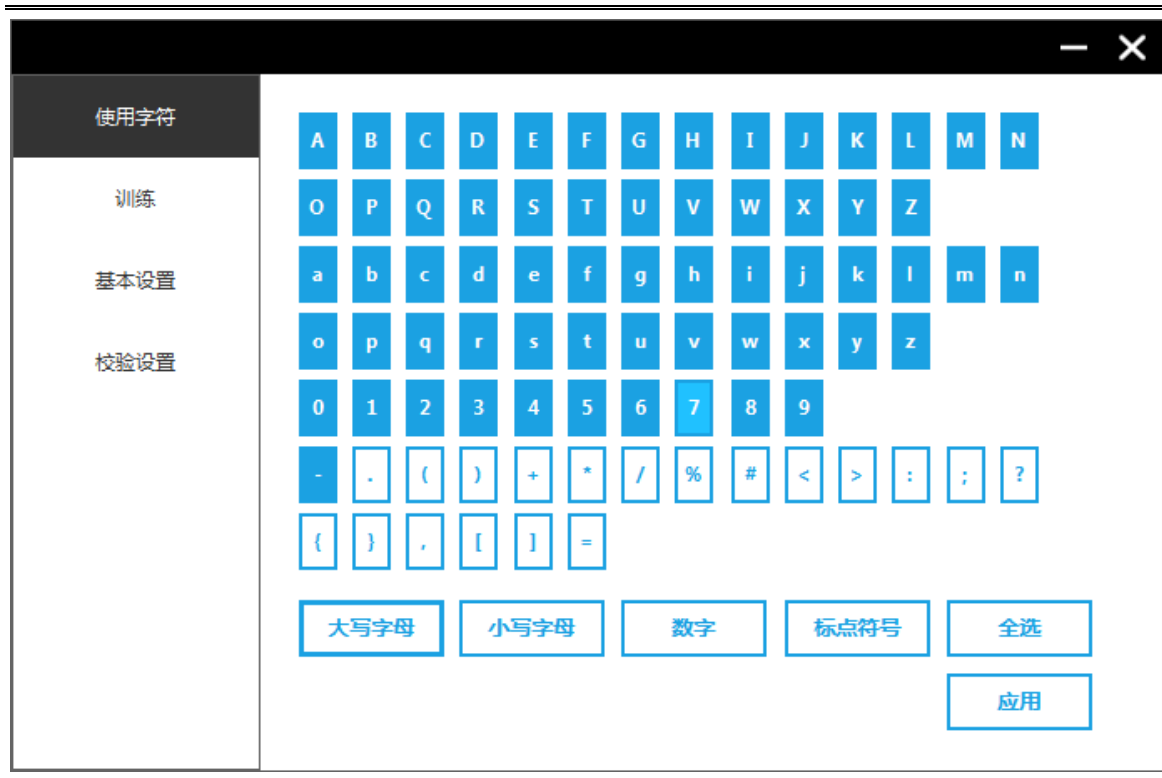 使用字符
训练
基本设置
校验设置
A B C D E F G H I J K L M N
O P Q R S T U V W X Y Z
a b c d e f g h i j k l m n
o p q r s t u v w x y z
0 1 2 3 4 5 6 7 8 9
- . ( ) + * / % # < > : ; ?
{ } , [ ] =
大写字母 小写字母 数字 标点符号 全选
应用